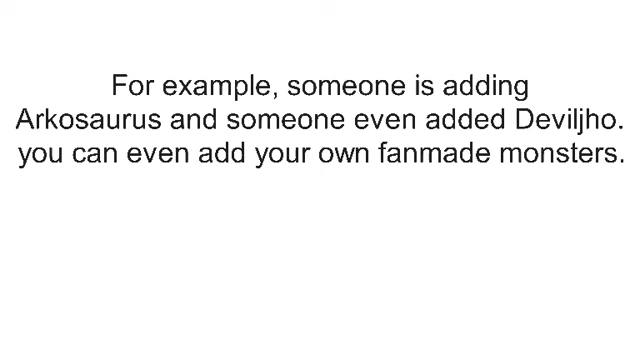 For example, someone is adding
Arkosaurus and someone even added Deviljho.
you can even add your own fanmade monsters.